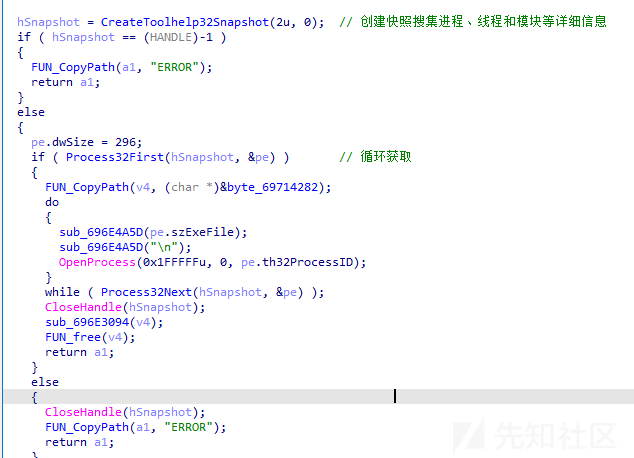 hSnapshot = CreateToolhelp32Snapshot(2u, 0);  // 创建快照搜集进程、线程和模块等详细信息
if ( hSnapshot == (HANDLE)-1 )
{
  FUN_CopyPath(a1, "ERROR");
  return a1;
}
else
{
  pe.dwSize = 296;
  if ( Process32First(hSnapshot, &pe) )       // 循环获取
  {
    FUN_CopyPath(v4, (char *)&byte_69714282);
    do
    {
      sub_696E4A5D(pe.szExeFile);
      sub_696E4A5D("\n");
      OpenProcess(0x1FFFFFu, 0, pe.th32ProcessID);
    }
    while ( Process32Next(hSnapshot, &pe) );
    CloseHandle(hSnapshot);
    sub_696E3094(v4);
    FUN_free(v4);
    return a1;
  }
  else
  {
    CloseHandle(hSnapshot);
    FUN_CopyPath(a1, "ERROR");
    return a1;
  }
先知社区